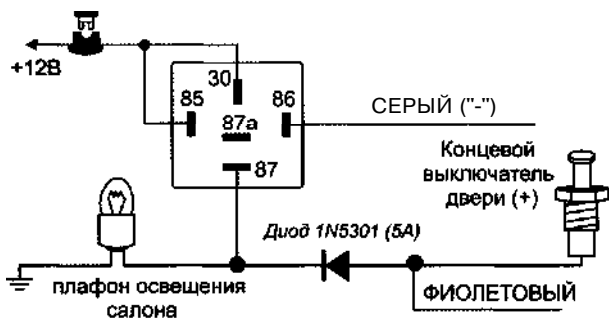 +12В
30
85
86
87а
87
СЕРЫЙ ("-")
Концевой
выключатель
двери (+)
Диод 1N5301 (5А)
плафон освещения
салона
ФИОЛЕТОВЫЙ